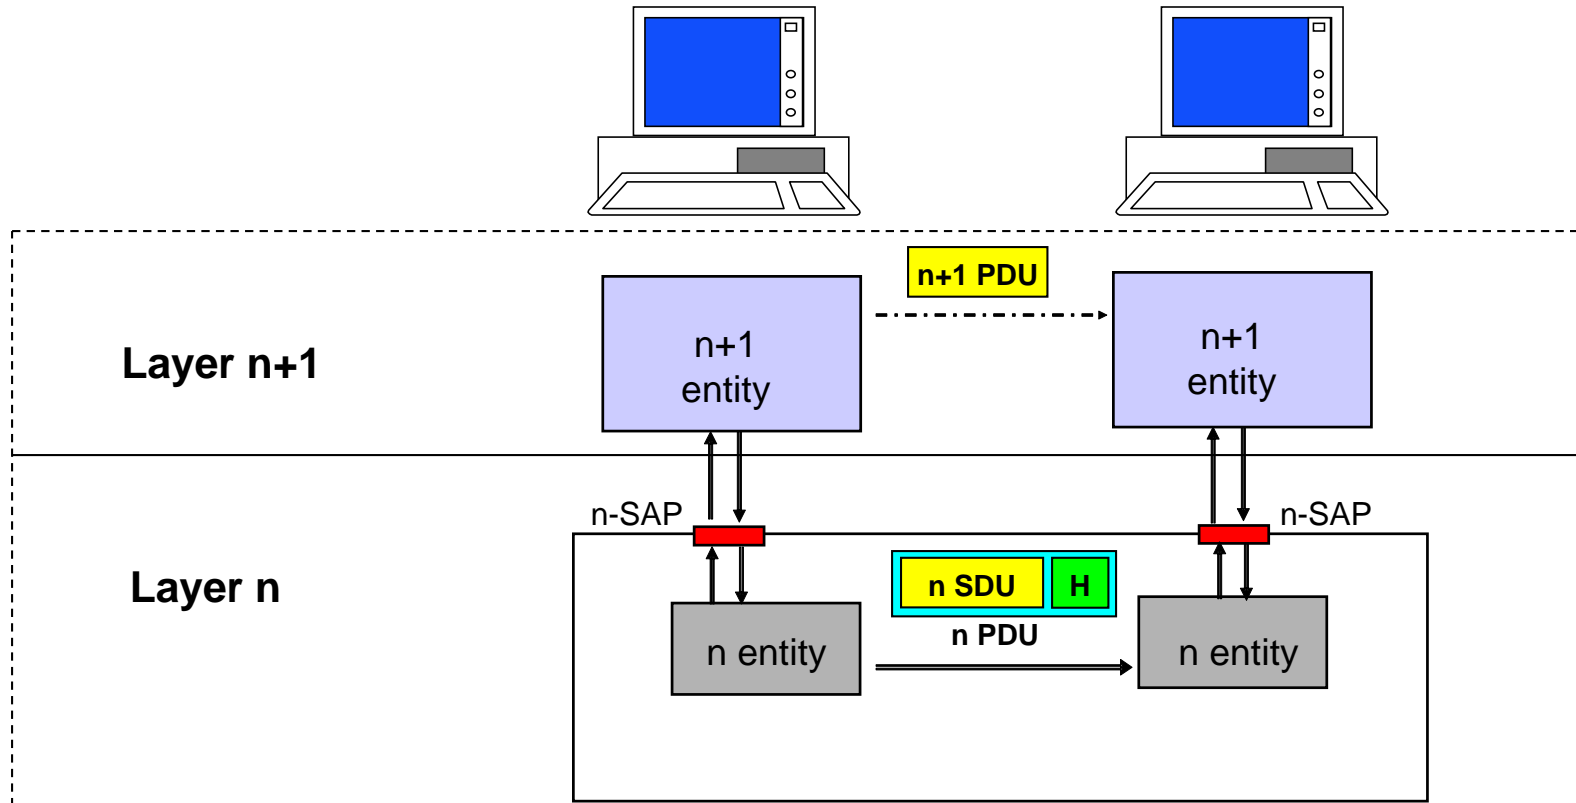 n+1 PDU
Layer n+1
n+1
entity
n+1
entity
n-SAP
n-SAP
Layer n
n SDU
H
n PDU
n entity
n entity